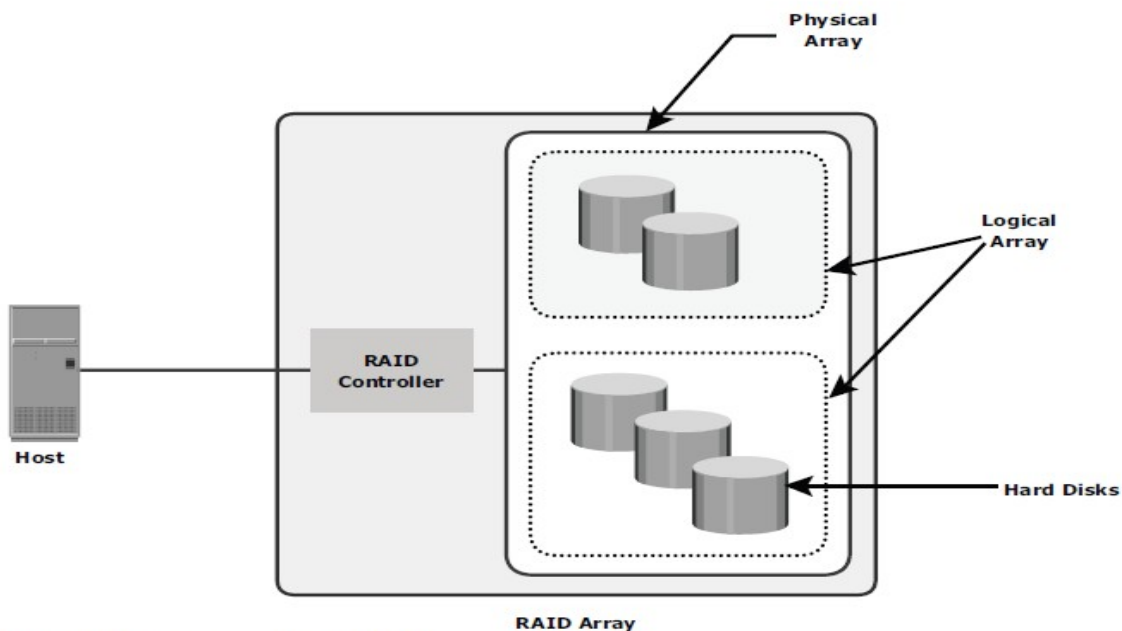 Physical
Array
Logical
Array
RAID
Controller
Host
Hard Disks
RAID Array